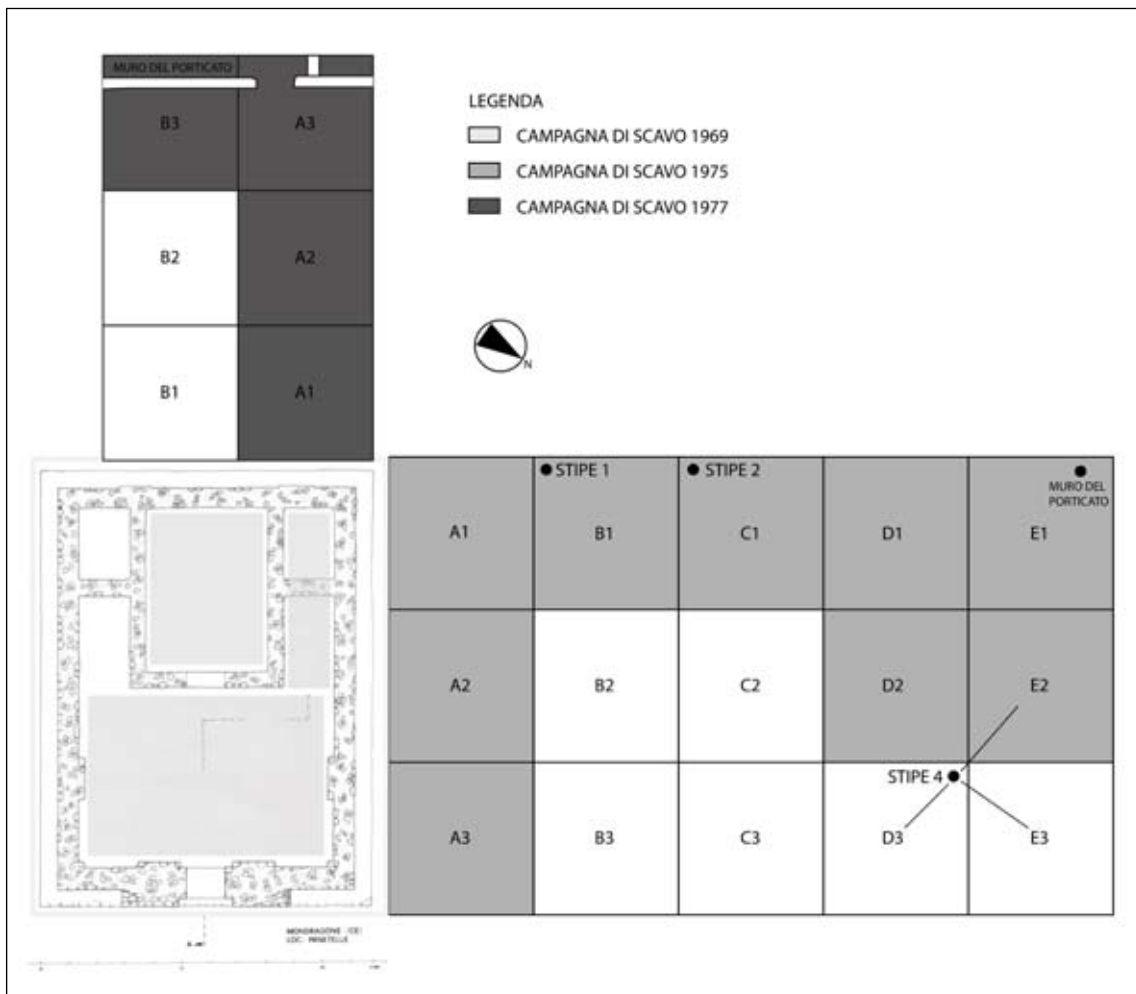 MURO DEL PORTICATO
B3
A3
B2
A2
B1
A1
LEGENDA
CAMPAGNA DI SCAVO 1969
CAMPAGNA DI SCAVO 1975
CAMPAGNA DI SCAVO 1977
N
STIPE 1
STIPE 2
MURO DEL
PORTICATO
A1
B1
C1
D1
E1
A2
B2
C2
D2
E2
STIPE 4
A3
B3
C3
D3
E3
MONDRAGONE (CE)
LOC. PANETELLE